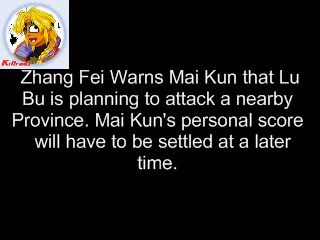 Killrazor
Zhang Fei Warns Mai Kun that Lu
Bu is planning to attack a nearby
Province. Mai Kun's personal score
will have to be settled at a later
time.